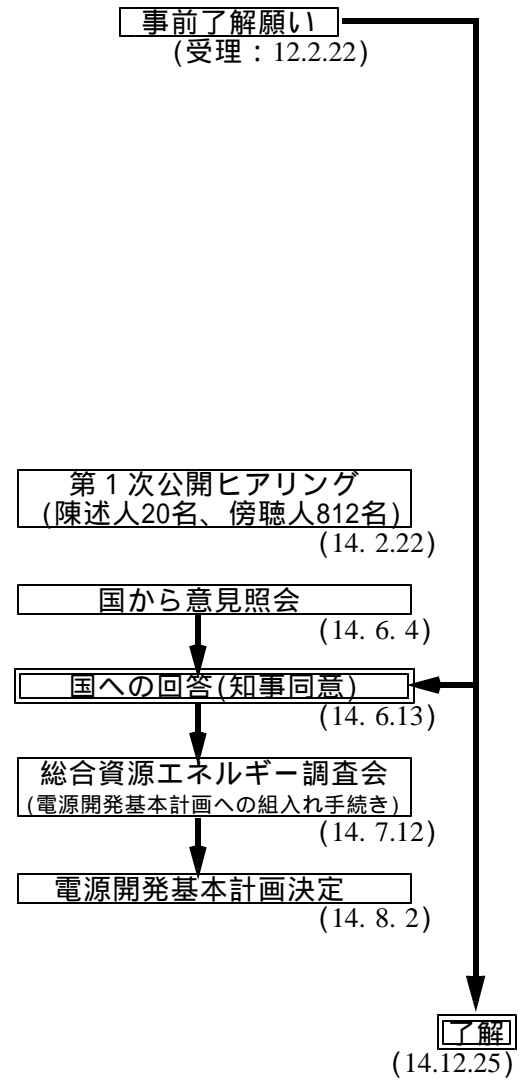 事前了解願い
(受理：12.2.22)
第１次公開ヒアリング
(陳述人20名、傍聴人812名)
(14. 2.22)
国から意見照会
(14. 6. 4)
国への回答(知事同意)
(14. 6.13)
総合資源エネルギー調査会
(電源開発基本計画への組入れ手続き)
(14. 7.12)
電源開発基本計画決定
(14. 8. 2)
了解
(14.12.25)